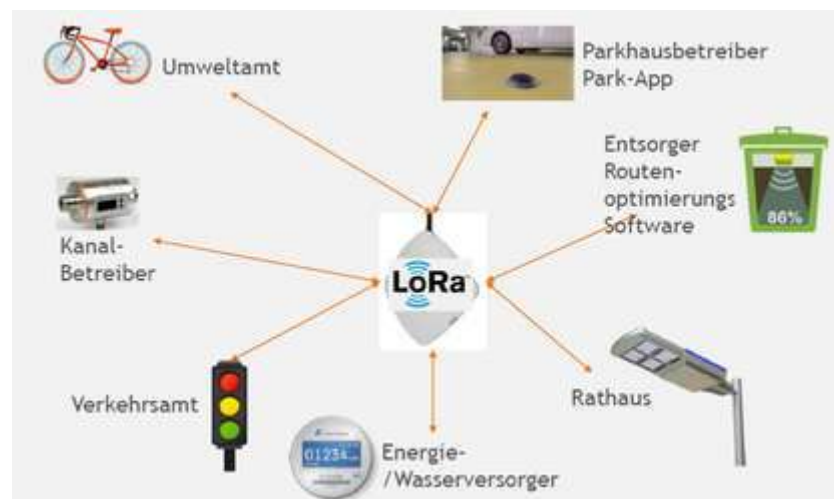 Umweltamt
Parkhausbetreiber
Park-App
Entsorger
Routen-
optimierungs
Software
86%
Kanal-
Betreiber
LoRa
Verkehrsamt
Rathaus
01234
Energie-
/Wasserversorger